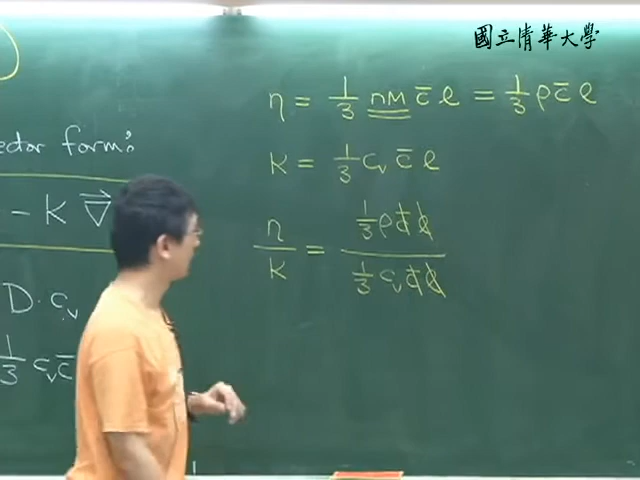 國立清華大學
η = 1/3 nM c̄ ℓ = 1/3 ρ c̄ ℓ
ector form:
K = 1/3 c_v c̄ ℓ
- K ∇⃗
η/K = (1/3 ρ c̄ ℓ)/(1/3 c_v c̄ ℓ)
D · c_v
1/3 c_v c̄